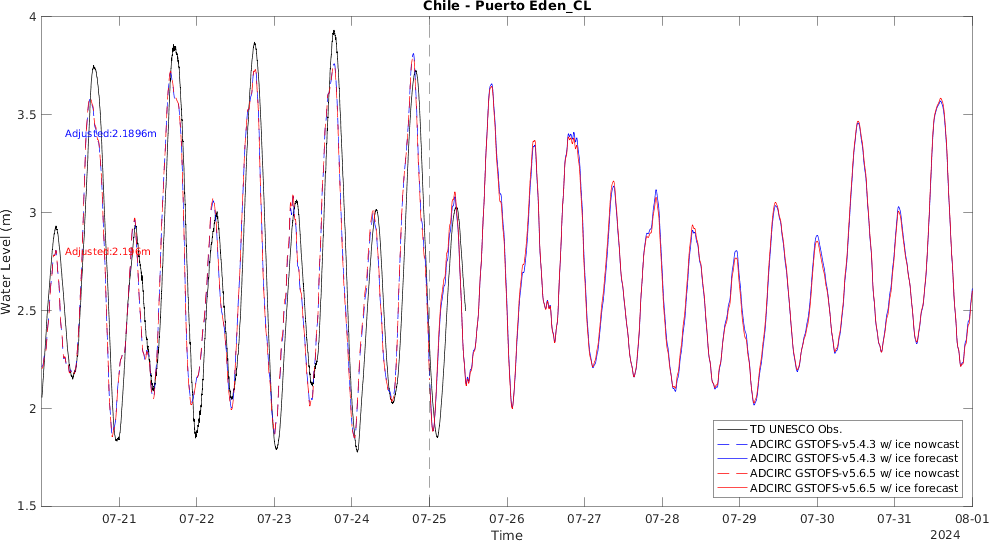 Chile - Puerto Eden_CL
4
3.5
3
2.5
2
1.5
Water Level (m)
Adjusted:2.1896m
Adjusted:2.196m
TD UNESCO Obs.
ADCIRC GSTOFS-v5.4.3 w/ ice nowcast
ADCIRC GSTOFS-v5.4.3 w/ ice forecast
ADCIRC GSTOFS-v5.6.5 w/ ice nowcast
ADCIRC GSTOFS-v5.6.5 w/ ice forecast
07-21 07-22 07-23 07-24 07-25 07-26 07-27 07-28 07-29 07-30 07-31 08-01
Time
2024